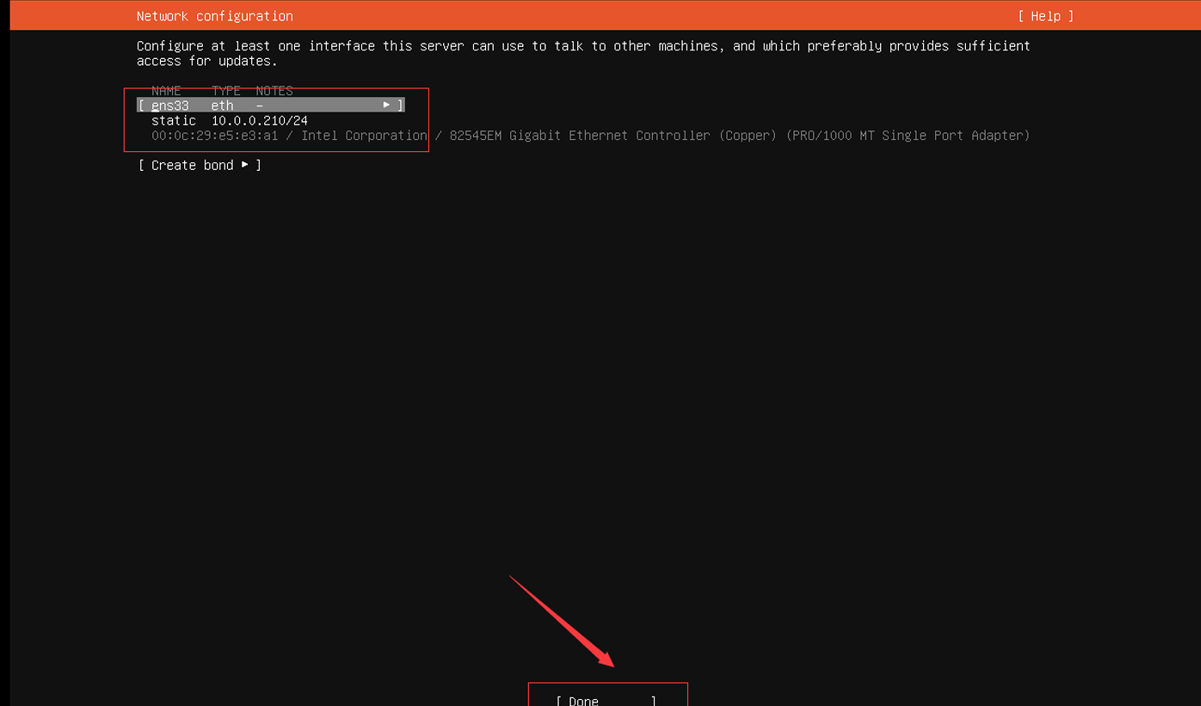 Network configuration [ Help ]
Configure at least one interface this server can use to talk to other machines, and which preferably provides sufficient
access for updates.
NAME TYPE NOTES
[ ens33 eth – ▸ ]
static 10.0.0.210/24
00:0c:29:e5:e3:a1 / Intel Corporation / 82545EM Gigabit Ethernet Controller (Copper) (PRO/1000 MT Single Port Adapter)
[ Create bond ▸ ]
[ Done ]